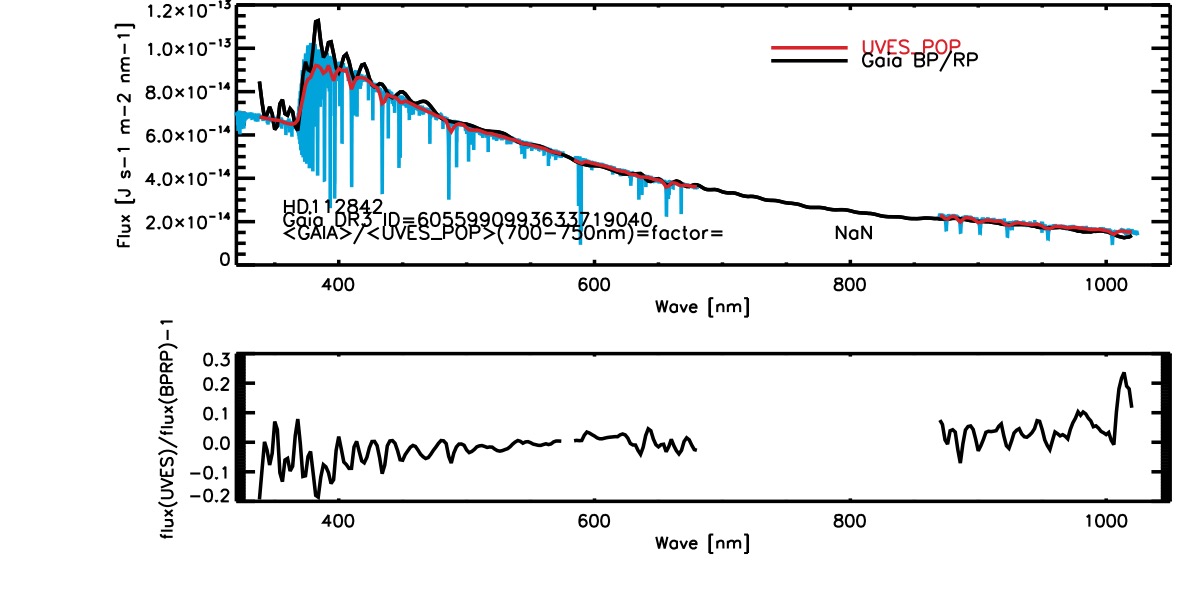 1.2×10−13
1.0×10−13
8.0×10−14
6.0×10−14
4.0×10−14
2.0×10−14
0
Flux [J s−1 m−2 nm−1]
UVES_POP
Gaia BP/RP
HD112842
Gaia DR3 ID=6055990993633719040
<GAIA>/<UVES_POP>(700−750nm)=factor= NaN
400 600 800 1000
Wave [nm]
0.3
0.2
0.1
0.0
−0.1
−0.2
flux(UVES)/flux(BPRP)−1
400 600 800 1000
Wave [nm]